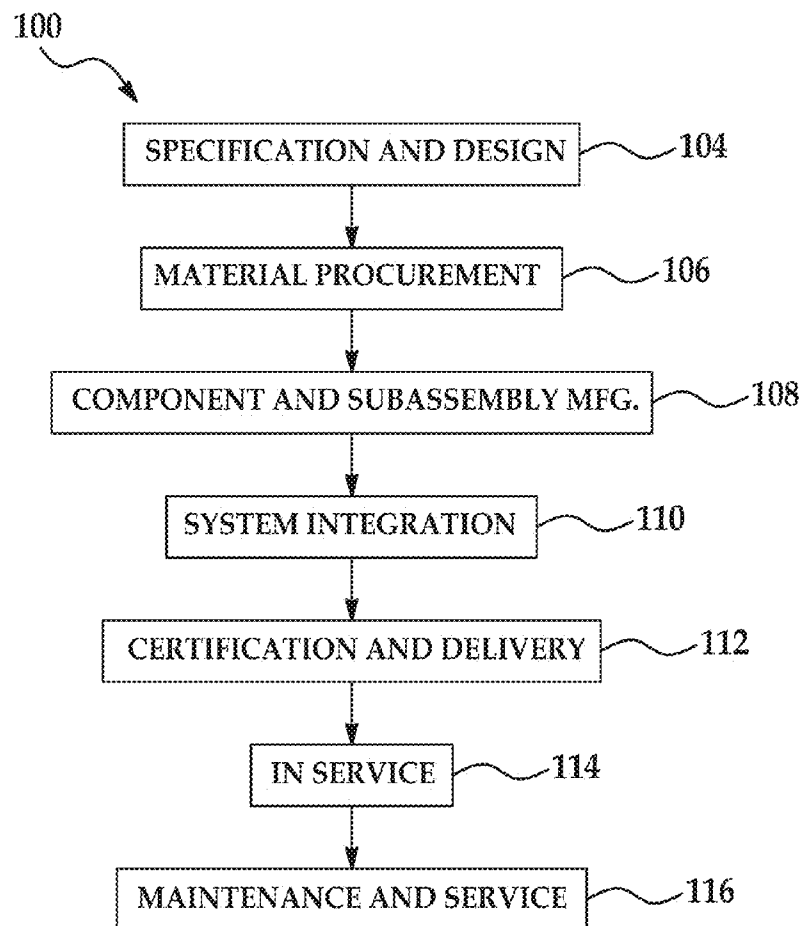 100
SPECIFICATION AND DESIGN
104
MATERIAL PROCUREMENT
106
COMPONENT AND SUBASSEMBLY MFG.
108
SYSTEM INTEGRATION
110
CERTIFICATION AND DELIVERY
112
IN SERVICE
114
MAINTENANCE AND SERVICE
116